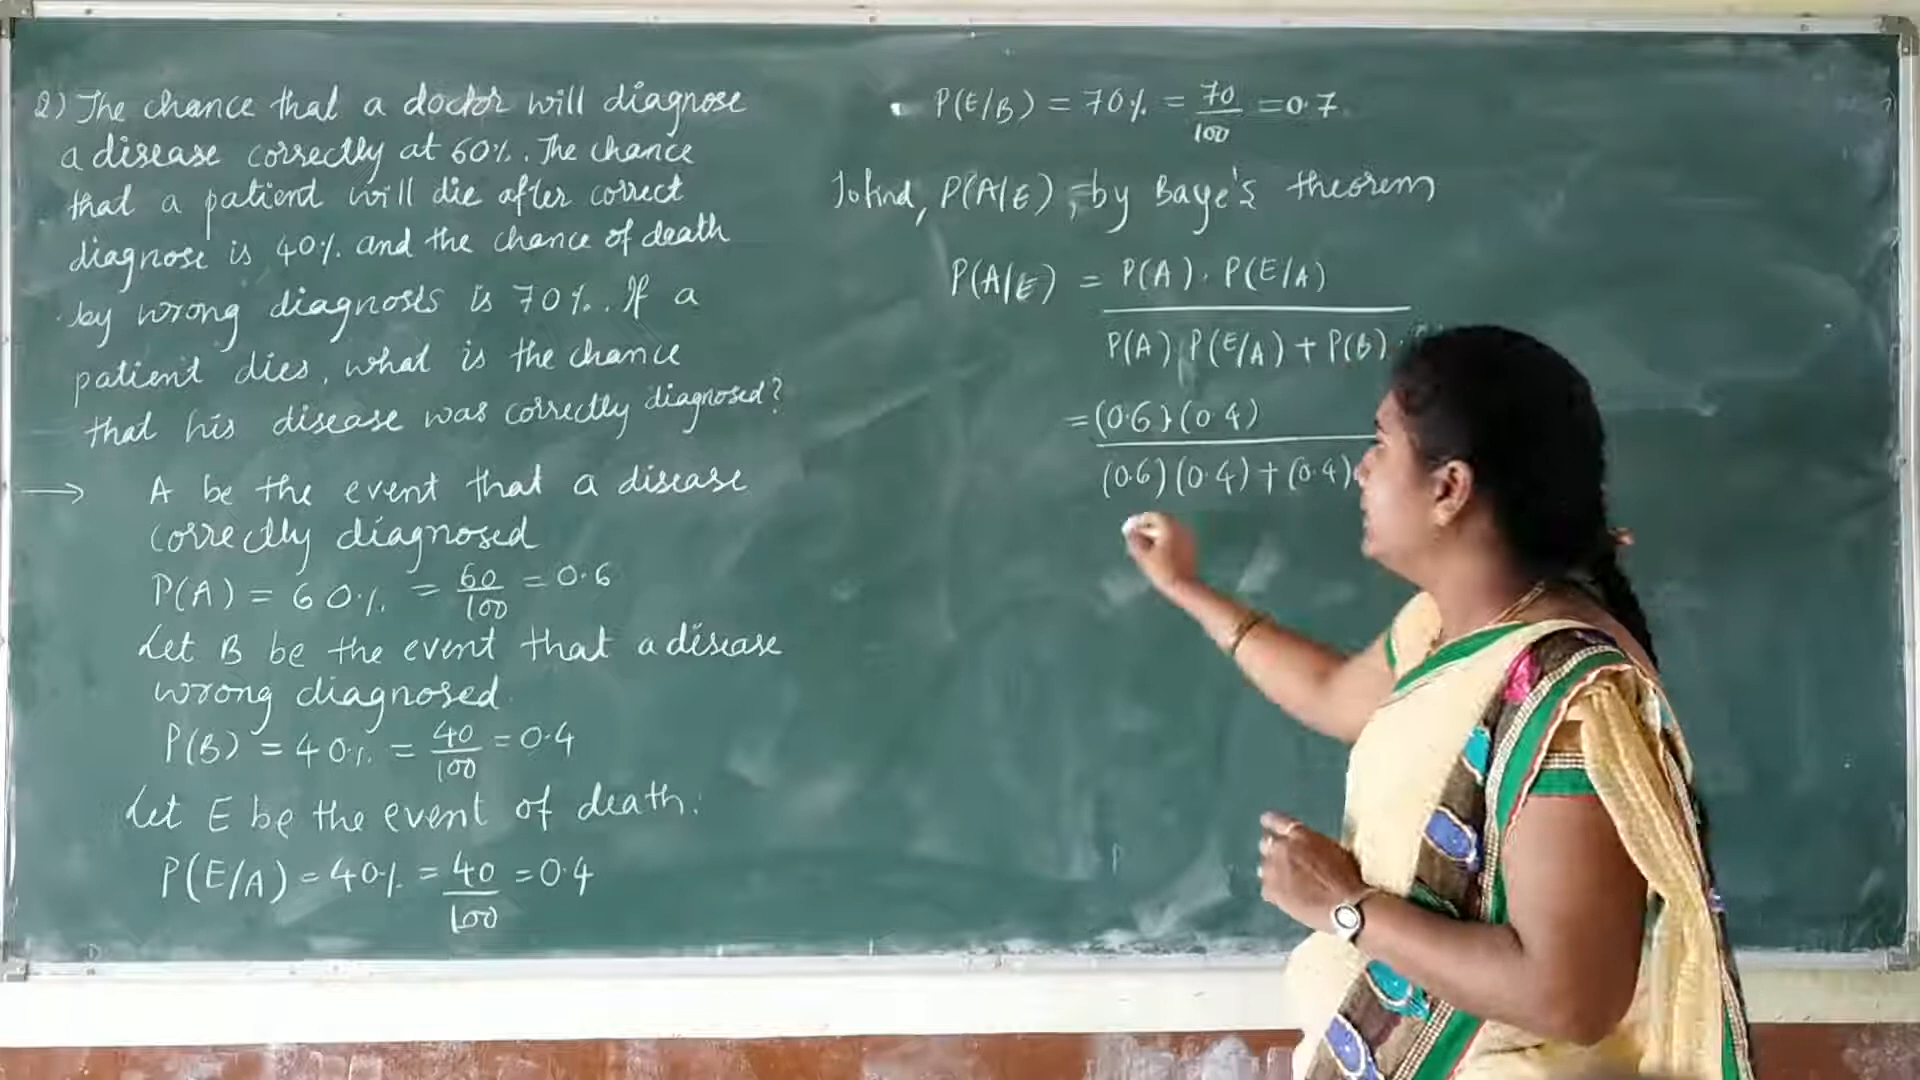 2) The chance that a doctor will diagnose
a disease correctly at 60%. The chance
that a patient will die after correct
diagnose is 40%. and the chance of death
by wrong diagnosis is 70%. If a
patient dies, what is the chance
that his disease was correctly diagnosed?
→ A be the event that a disease
correctly diagnosed
P(A) = 60% = 60/100 = 0.6
Let B be the event that a disease
wrong diagnosed.
P(B) = 40% = 40/100 = 0.4
Let E be the event of death.
P(E/A) = 40% = 40/100 = 0.4
P(E/B) = 70% = 70/100 = 0.7
To find, P(A/E), by Baye's theorem
P(A/E) = P(A) . P(E/A)
P(A) P(E/A) + P(B) .
= (0.6) (0.4)
(0.6) (0.4) + (0.4)